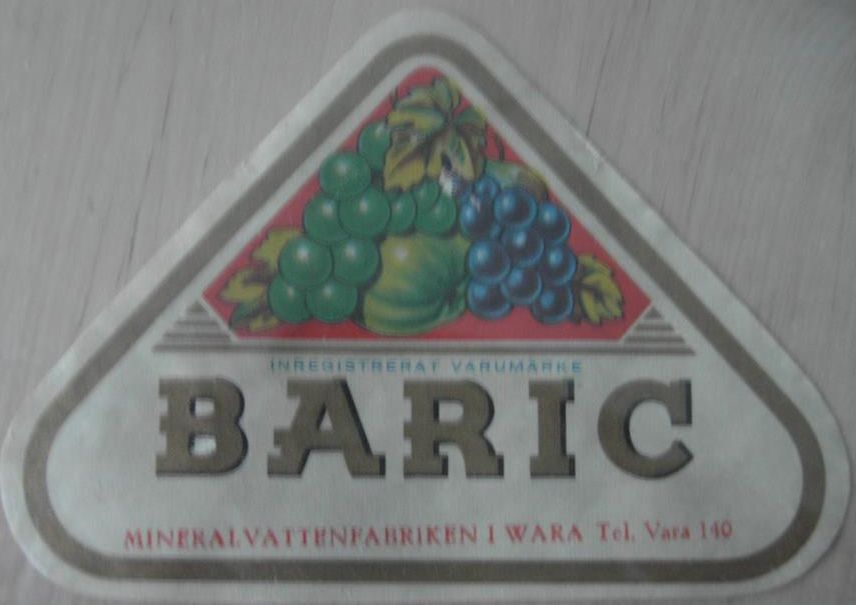 INREGISTRERAT VARUMÄRKE
BARIC
MINERALVATTENFABRIKEN I WARA Tel. Vara 140